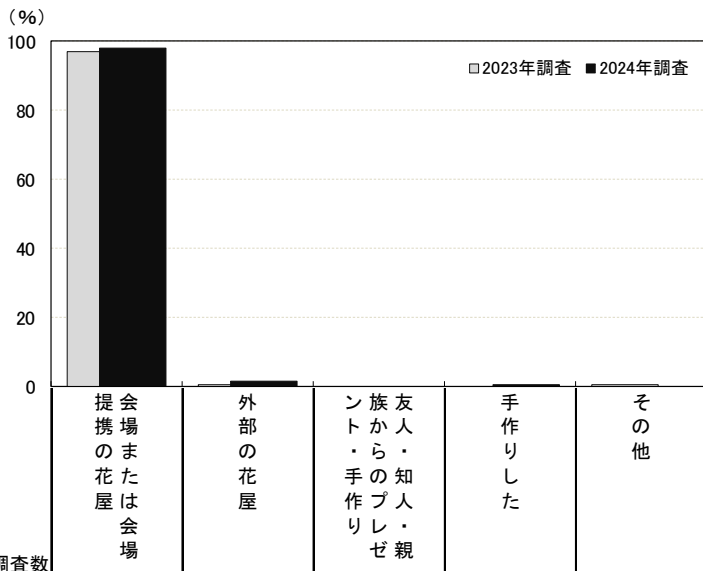 （％）
100
80
60
40
20
0
2023年調査
2024年調査
会場または会場
提携の花屋
外部の花屋
友人・知人・親
族からのプレゼ
ント・手作り
手作りした
その他
調査数